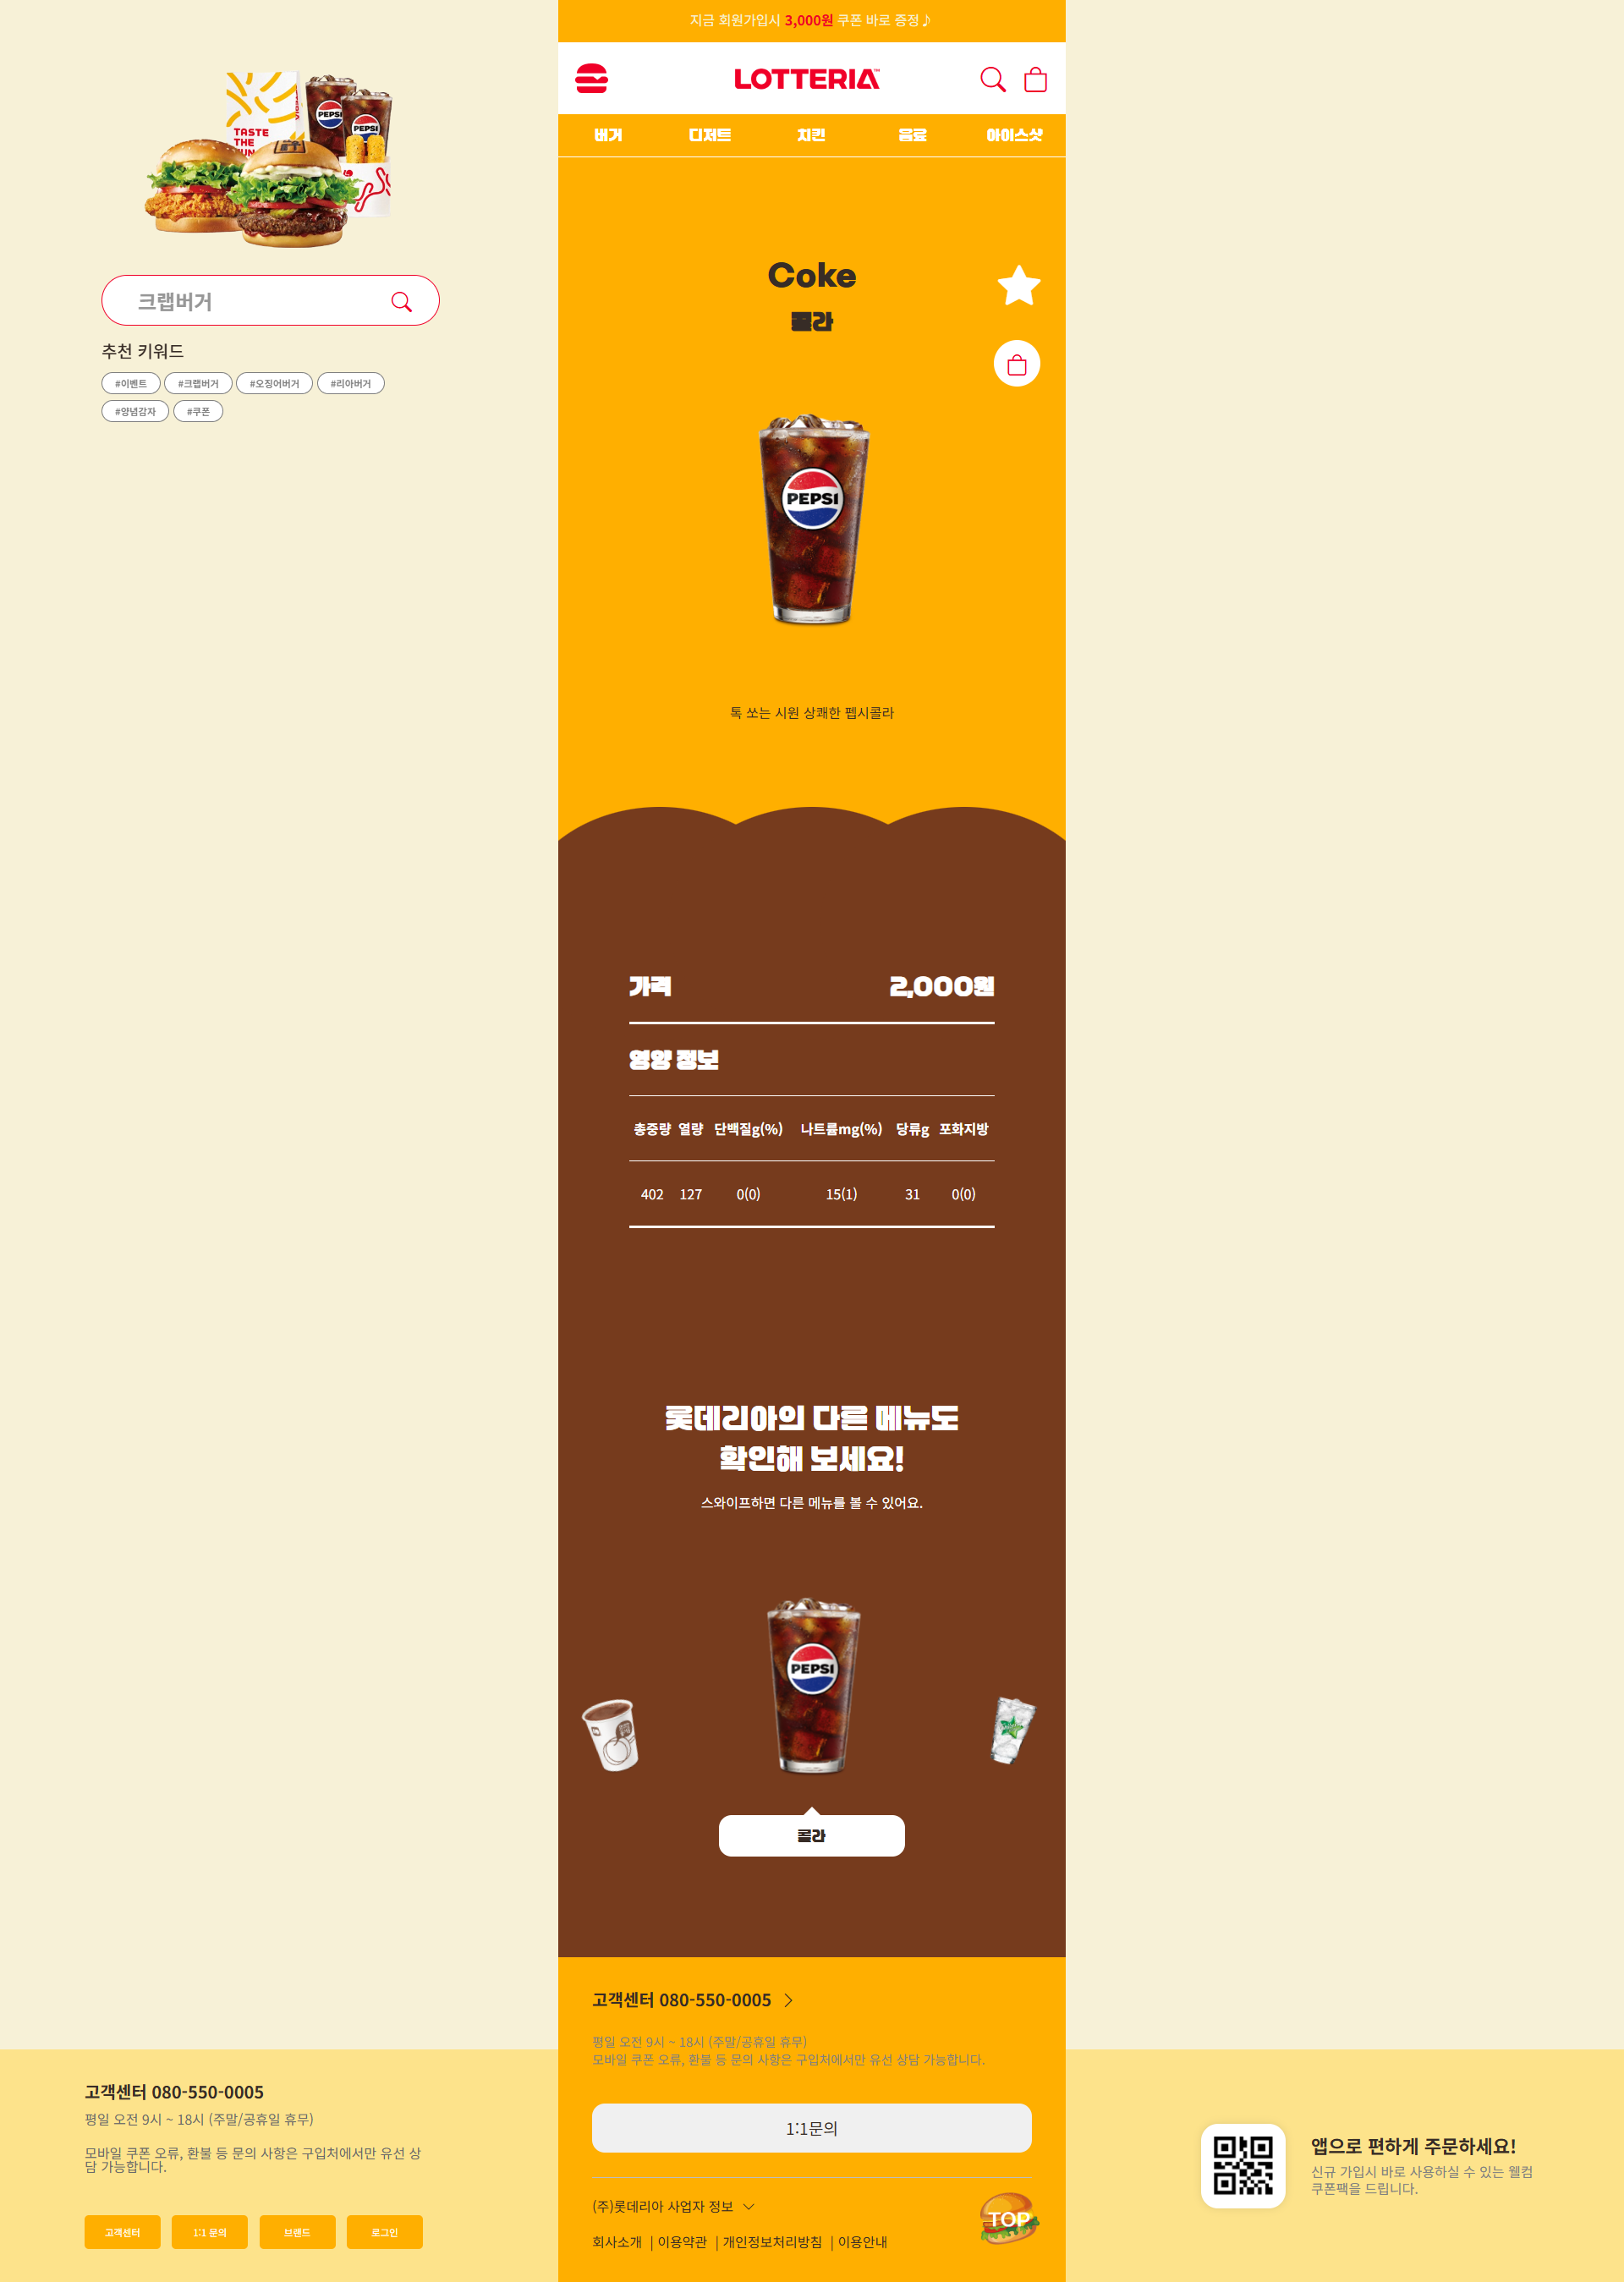 지금 회원가입시 3,000원 쿠폰 바로 증정♪
LOTTERIA™
버거 디저트 치킨 음료 아이스샷
TASTE
THE
FUN
PEPSI
PEPSI
크랩버거
추천 키워드
#이벤트 #크랩버거 #오징어버거 #리아버거
#양념감자 #쿠폰
Coke
콜라
PEPSI
톡 쏘는 시원 상쾌한 펩시콜라
가격 2,000원
영양 정보
총중량 열량 단백질g(%) 나트륨mg(%) 당류g 포화지방
402 127 0(0) 15(1) 31 0(0)
롯데리아의 다른 메뉴도
확인해 보세요!
스와이프하면 다른 메뉴를 볼 수 있어요.
PEPSI
콜라
고객센터 080-550-0005
평일 오전 9시 ~ 18시 (주말/공휴일 휴무)
모바일 쿠폰 오류, 환불 등 문의 사항은 구입처에서만 유선 상담 가능합니다.
1:1문의
(주)롯데리아 사업자 정보
회사소개 | 이용약관 | 개인정보처리방침 | 이용안내
TOP
고객센터 080-550-0005
평일 오전 9시 ~ 18시 (주말/공휴일 휴무)
모바일 쿠폰 오류, 환불 등 문의 사항은 구입처에서만 유선 상
담 가능합니다.
고객센터 1:1 문의 브랜드 로그인
앱으로 편하게 주문하세요!
신규 가입시 바로 사용하실 수 있는 웰컴
쿠폰팩을 드립니다.